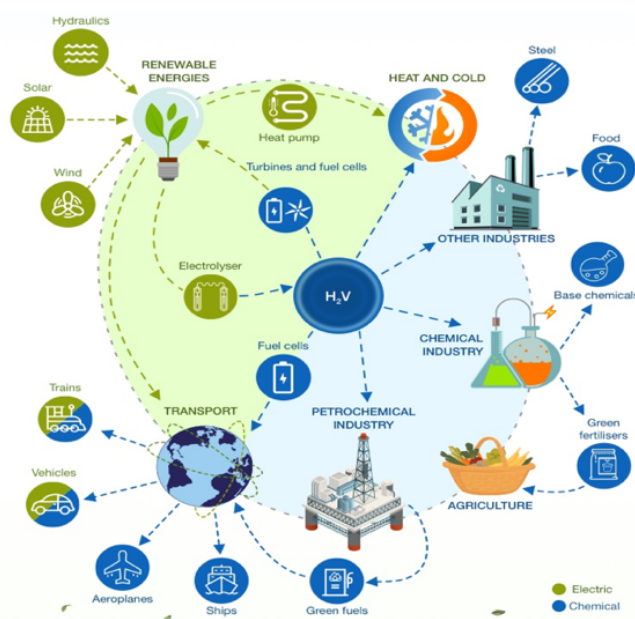 Hydraulics
RENEWABLE
ENERGIES
HEAT AND COLD
Steel
Solar
Heat pump
Food
Turbines and fuel cells
Wind
OTHER INDUSTRIES
Electrolyser
H₂V
Base chemicals
CHEMICAL
INDUSTRY
Fuel cells
Trains
TRANSPORT
PETROCHEMICAL
INDUSTRY
Green
fertilisers
Vehicles
AGRICULTURE
Aeroplanes
Ships
Green fuels
Electric
Chemical